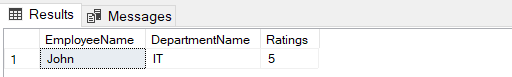 Results Messages
EmployeeName DepartmentName Ratings
1 John IT 5